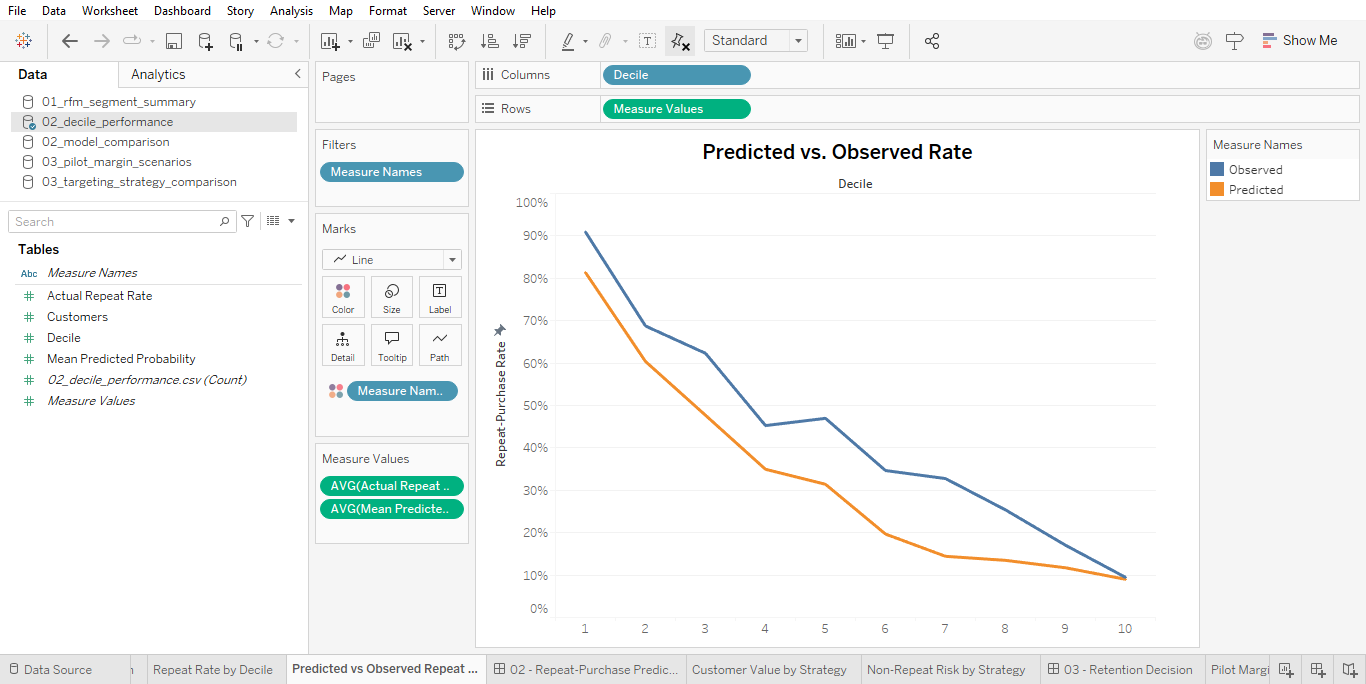 File Data Worksheet Dashboard Story Analysis Map Format Server Window Help
Standard
Show Me
Data Analytics
01_rfm_segment_summary
02_decile_performance
02_model_comparison
03_pilot_margin_scenarios
03_targeting_strategy_comparison
Search
Tables
Abc Measure Names
Actual Repeat Rate
Customers
Decile
Mean Predicted Probability
02_decile_performance.csv (Count)
Measure Values
Pages
Filters
Measure Names
Marks
Line
Color Size Label
Detail Tooltip Path
Measure Nam..
Measure Values
AVG(Actual Repeat ..
AVG(Mean Predicte..
Columns Decile
Rows Measure Values
Predicted vs. Observed Rate
Decile
Repeat-Purchase Rate
100%
90%
80%
70%
60%
50%
40%
30%
20%
10%
0%
1 2 3 4 5 6 7 8 9 10
Measure Names
Observed
Predicted
Data Source Repeat Rate by Decile Predicted vs Observed Repeat ... 02 - Repeat-Purchase Predic... Customer Value by Strategy Non-Repeat Risk by Strategy 03 - Retention Decision Pilot Margi